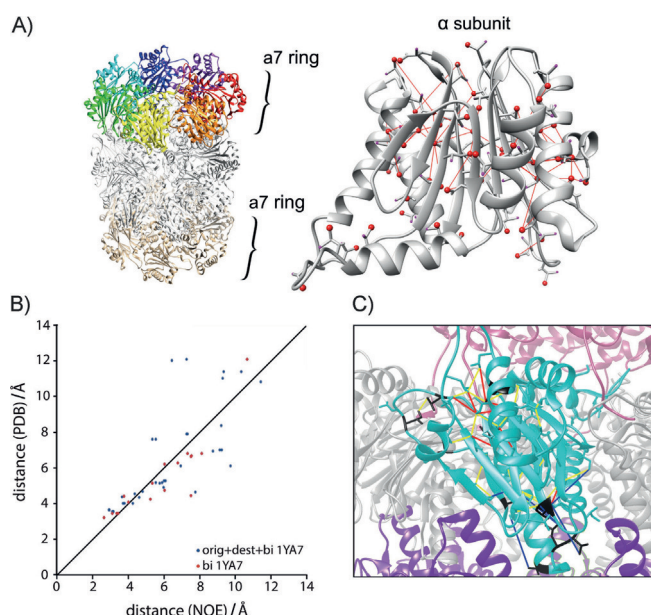 A)
a7 ring
α subunit
a7 ring
B)
14
12
10
8
6
4
2
0
distance (PDB) / Å
0 2 4 6 8 10 12 14
distance (NOE) / Å
orig+dest+bi 1YA7
bi 1YA7
C)